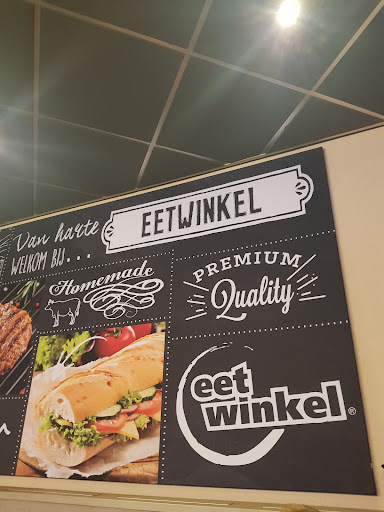 Van harte
WELKOM BIJ...
EETWINKEL
Homemade
PREMIUM
Quality
eet
winkel®